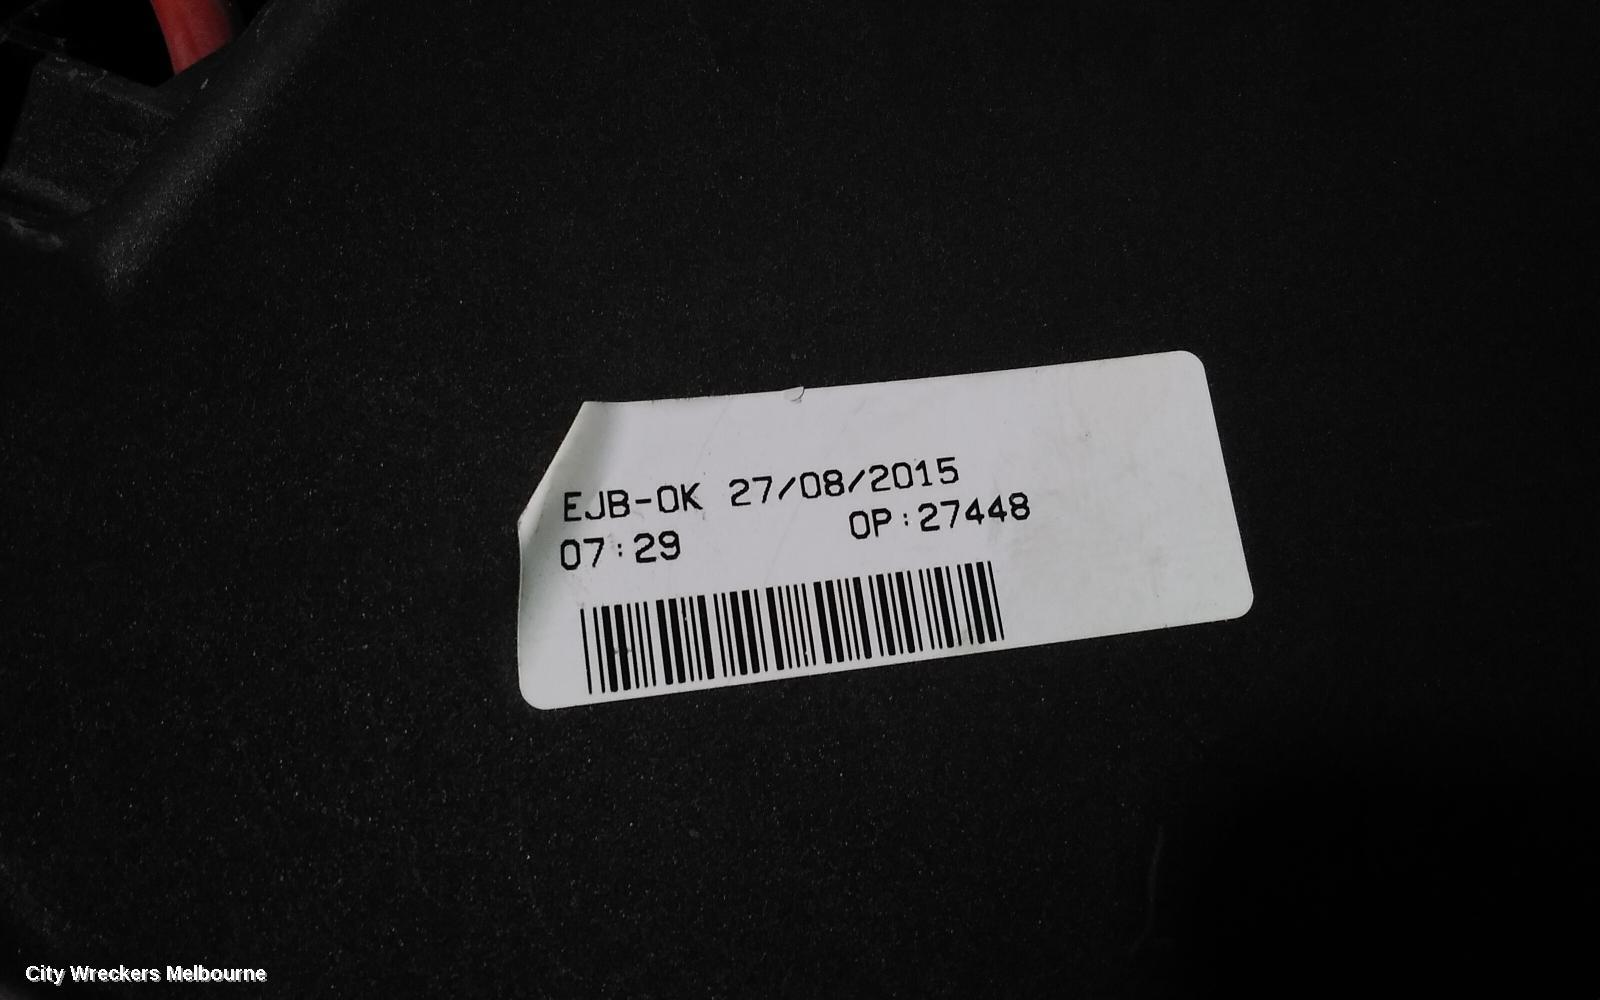 EJB-OK 27/08/2015
07:29 OP:27448
City Wreckers Melbourne